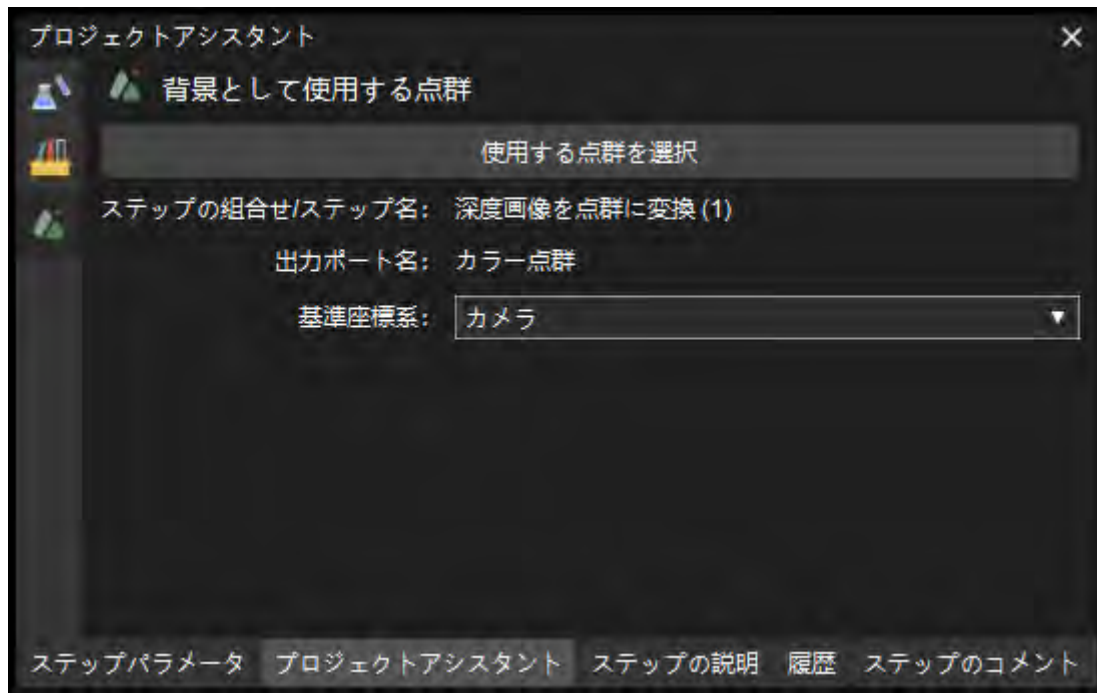 プロジェクトアシスタント
背景として使用する点群
使用する点群を選択
ステップの組合せ/ステップ名: 深度画像を点群に変換 (1)
出力ポート名: カラー点群
基準座標系: カメラ
ステップパラメータ プロジェクトアシスタント ステップの説明 履歴 ステップのコメント